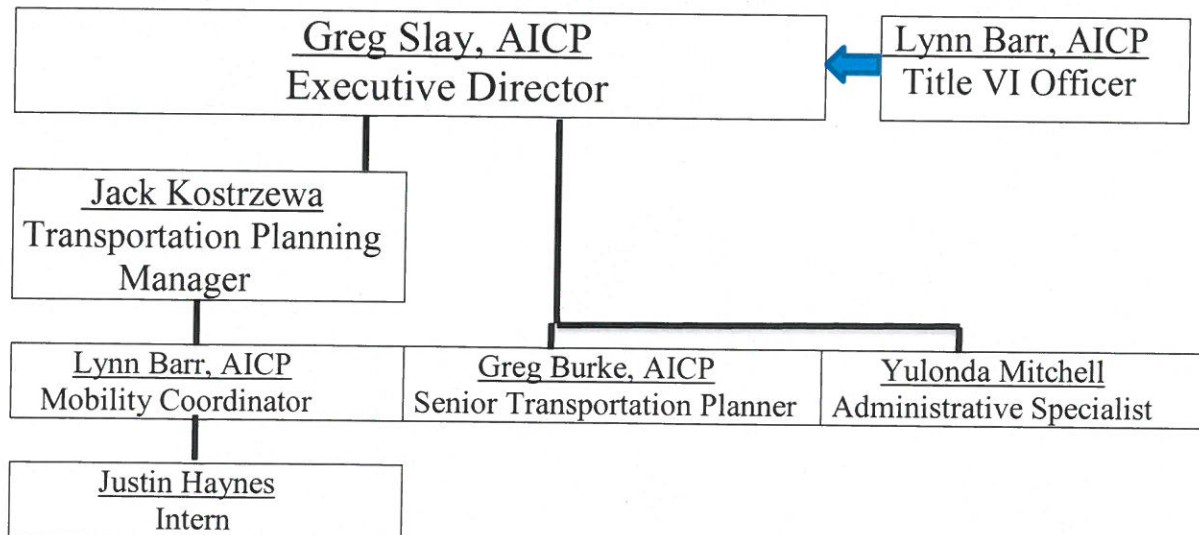 Greg Slay, AICP
Executive Director
Lynn Barr, AICP
Title VI Officer
Jack Kostrzewa
Transportation Planning
Manager
Lynn Barr, AICP
Mobility Coordinator
Greg Burke, AICP
Senior Transportation Planner
Yulonda Mitchell
Administrative Specialist
Justin Haynes
Intern